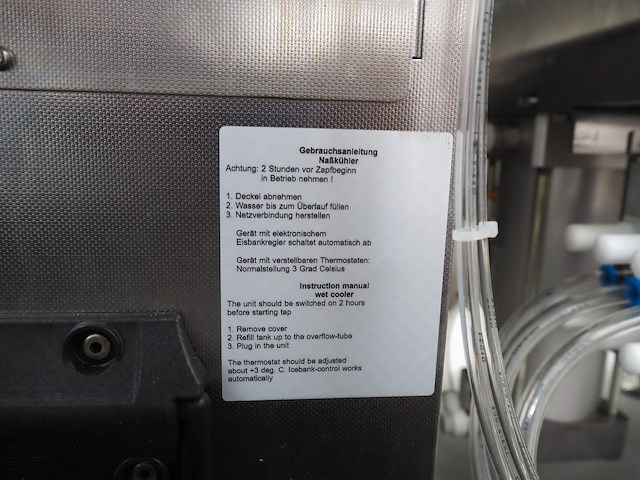 Gebrauchsanleitung
Naßkühler
Achtung: 2 Stunden vor Zapfbeginn
in Betrieb nehmen !
1. Deckel abnehmen
2. Wasser bis zum Überlauf füllen
3. Netzverbindung herstellen
Gerät mit elektronischem
Eisbankregler schaltet automatisch ab
Gerät mit verstellbaren Thermostaten:
Normalstellung 3 Grad Celsius
Instruction manual
wet cooler
The unit should be switched on 2 hours
before starting tap
1. Remove cover
2. Refill tank up to the overflow-tube
3. Plug in the unit
The thermostat should be adjusted
about +3 deg. C. Icebank-control works
automatically